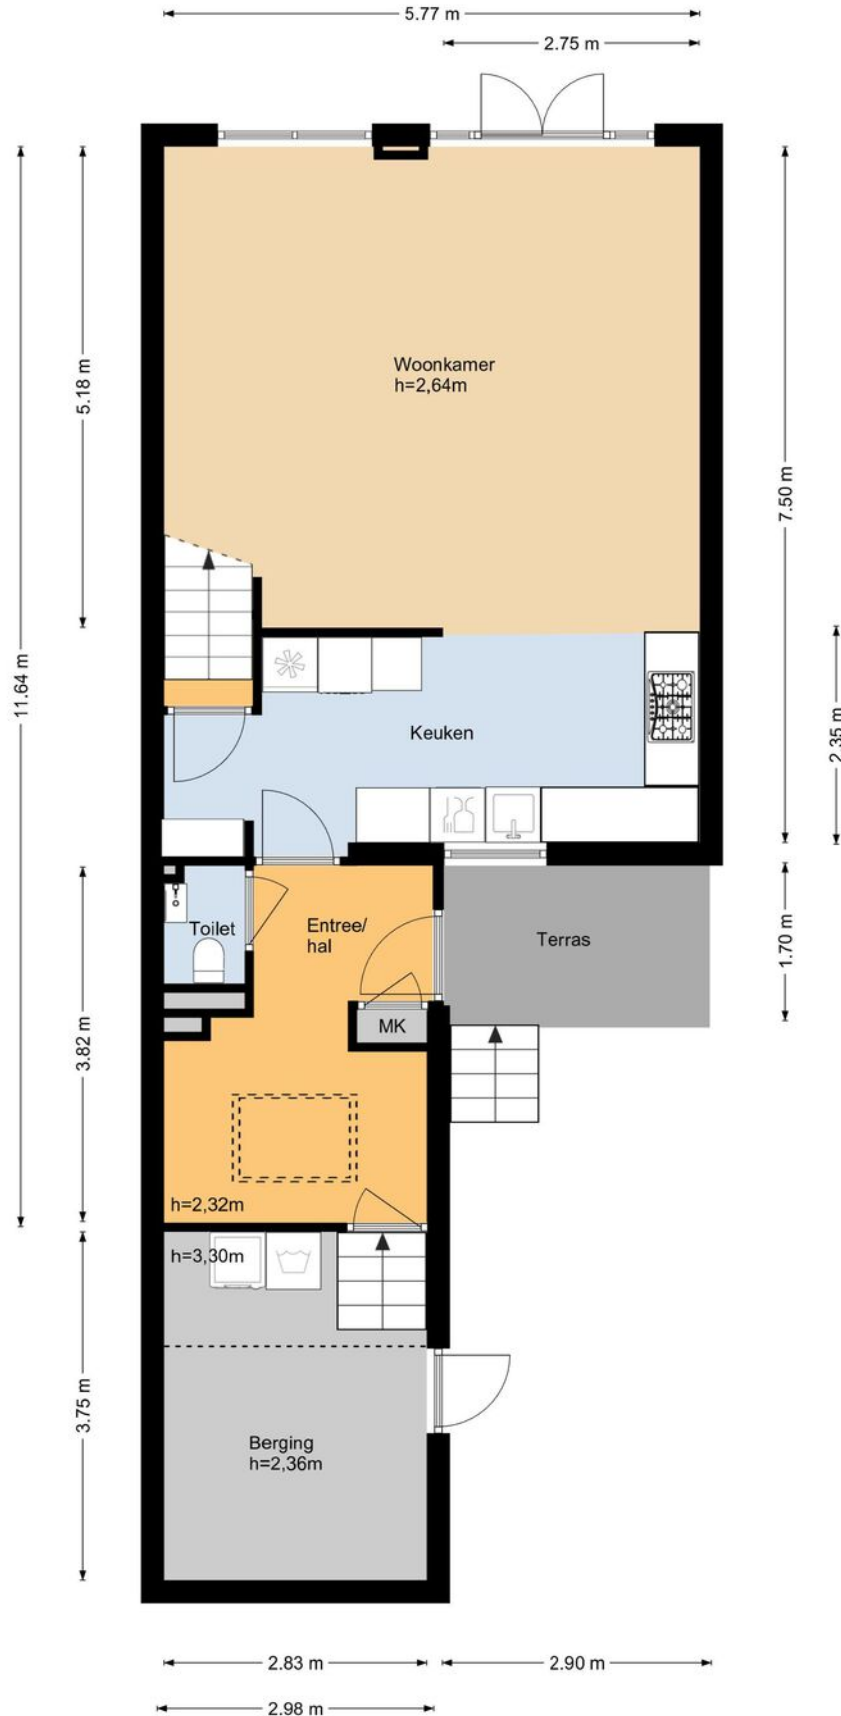 5.77 m
2.75 m
Woonkamer
h=2,64m
5.18 m
7.50 m
11.64 m
2.35 m
Keuken
Toilet
Entree/
hal
Terras
1.70 m
MK
3.82 m
h=2,32m
h=3,30m
3.75 m
Berging
h=2,36m
2.83 m
2.90 m
2.98 m